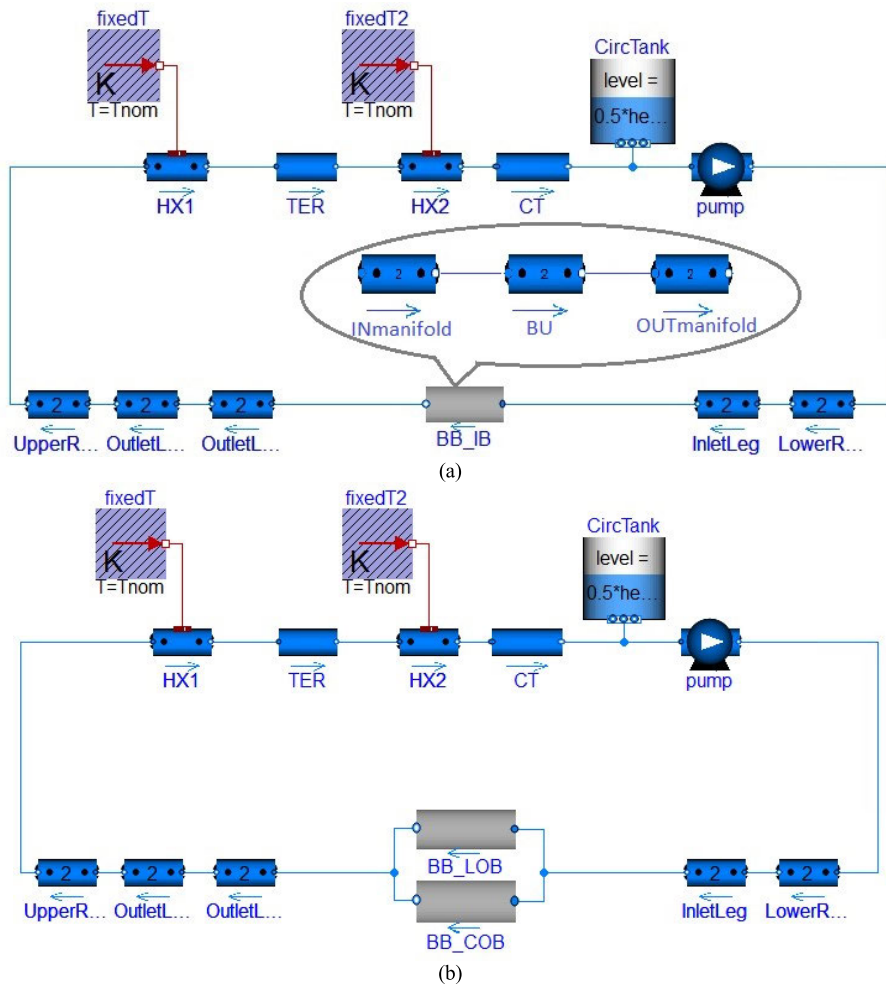 fixedT
fixedT2
CircTank
level =
0.5*he...
K
K
T=Tnom
T=Tnom
HX1
TER
HX2
CT
pump
2
2
2
INmanifold
BU
OUTmanifold
2
2
2
2
2
UpperR...
OutletL...
OutletL...
BB_IB
InletLeg
LowerR...
(a)
fixedT
fixedT2
CircTank
level =
0.5*he...
K
K
T=Tnom
T=Tnom
HX1
TER
HX2
CT
pump
BB_LOB
2
2
2
2
2
UpperR...
OutletL...
OutletL...
InletLeg
LowerR...
BB_COB
(b)